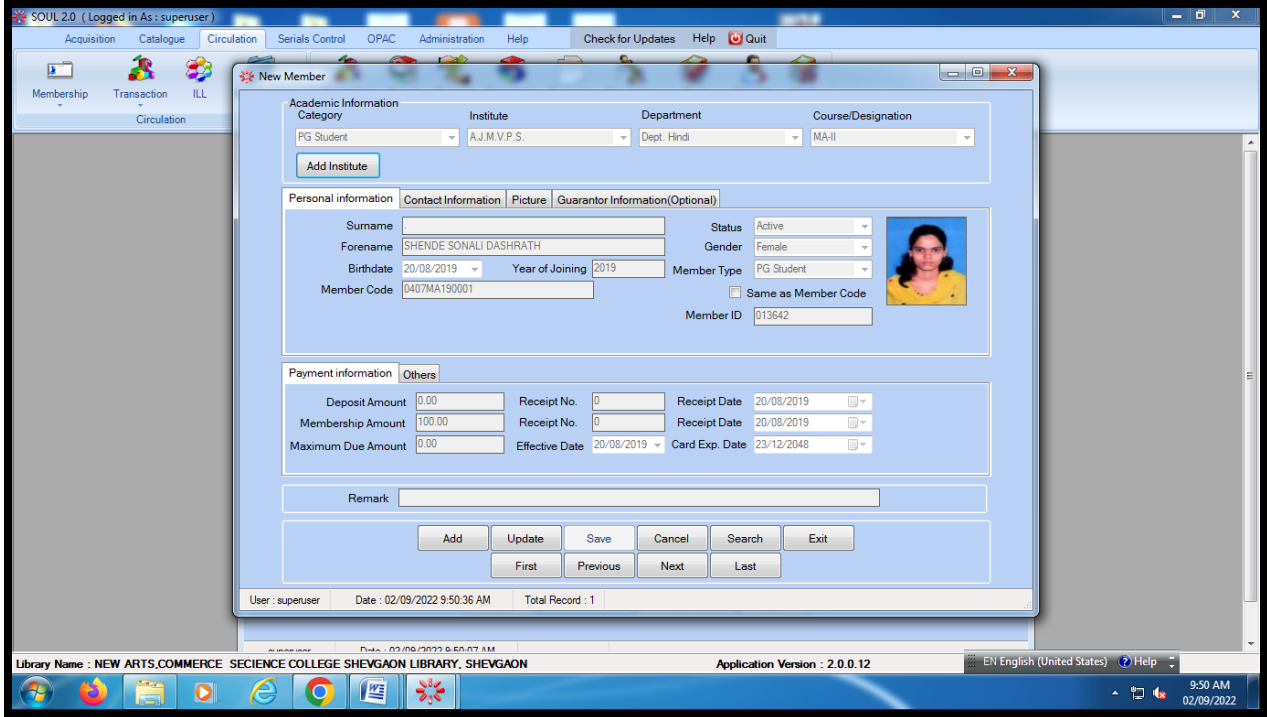 SOUL 2.0 ( Logged in As : superuser )
Acquisition Catalogue Circulation Serials Control OPAC Administration Help Check for Updates Help Quit
Membership Transaction ILL
Circulation
New Member
Academic Information
Category Institute Department Course/Designation
PG Student A.J.M.V.P.S. Dept. Hindi MA-II
Add Institute
Personal information Contact Information Picture Guarantor Information(Optional)
Surname . Status Active
Forename SHENDE SONALI DASHRATH Gender Female
Birthdate 20/08/2019 Year of Joining 2019 Member Type PG Student
Member Code 0407MA190001 Same as Member Code
Member ID 013642
Payment information Others
Deposit Amount 0.00 Receipt No. 0 Receipt Date 20/08/2019
Membership Amount 100.00 Receipt No. 0 Receipt Date 20/08/2019
Maximum Due Amount 0.00 Effective Date 20/08/2019 Card Exp. Date 23/12/2048
Remark
Add Update Save Cancel Search Exit
First Previous Next Last
User : superuser Date : 02/09/2022 9:50:36 AM Total Record : 1
superuser Date : 02/09/2022 9:50:07 AM
Library Name : NEW ARTS,COMMERCE SECIENCE COLLEGE SHEVGAON LIBRARY, SHEVGAON Application Version : 2.0.0.12 EN English (United States) Help
9:50 AM
02/09/2022